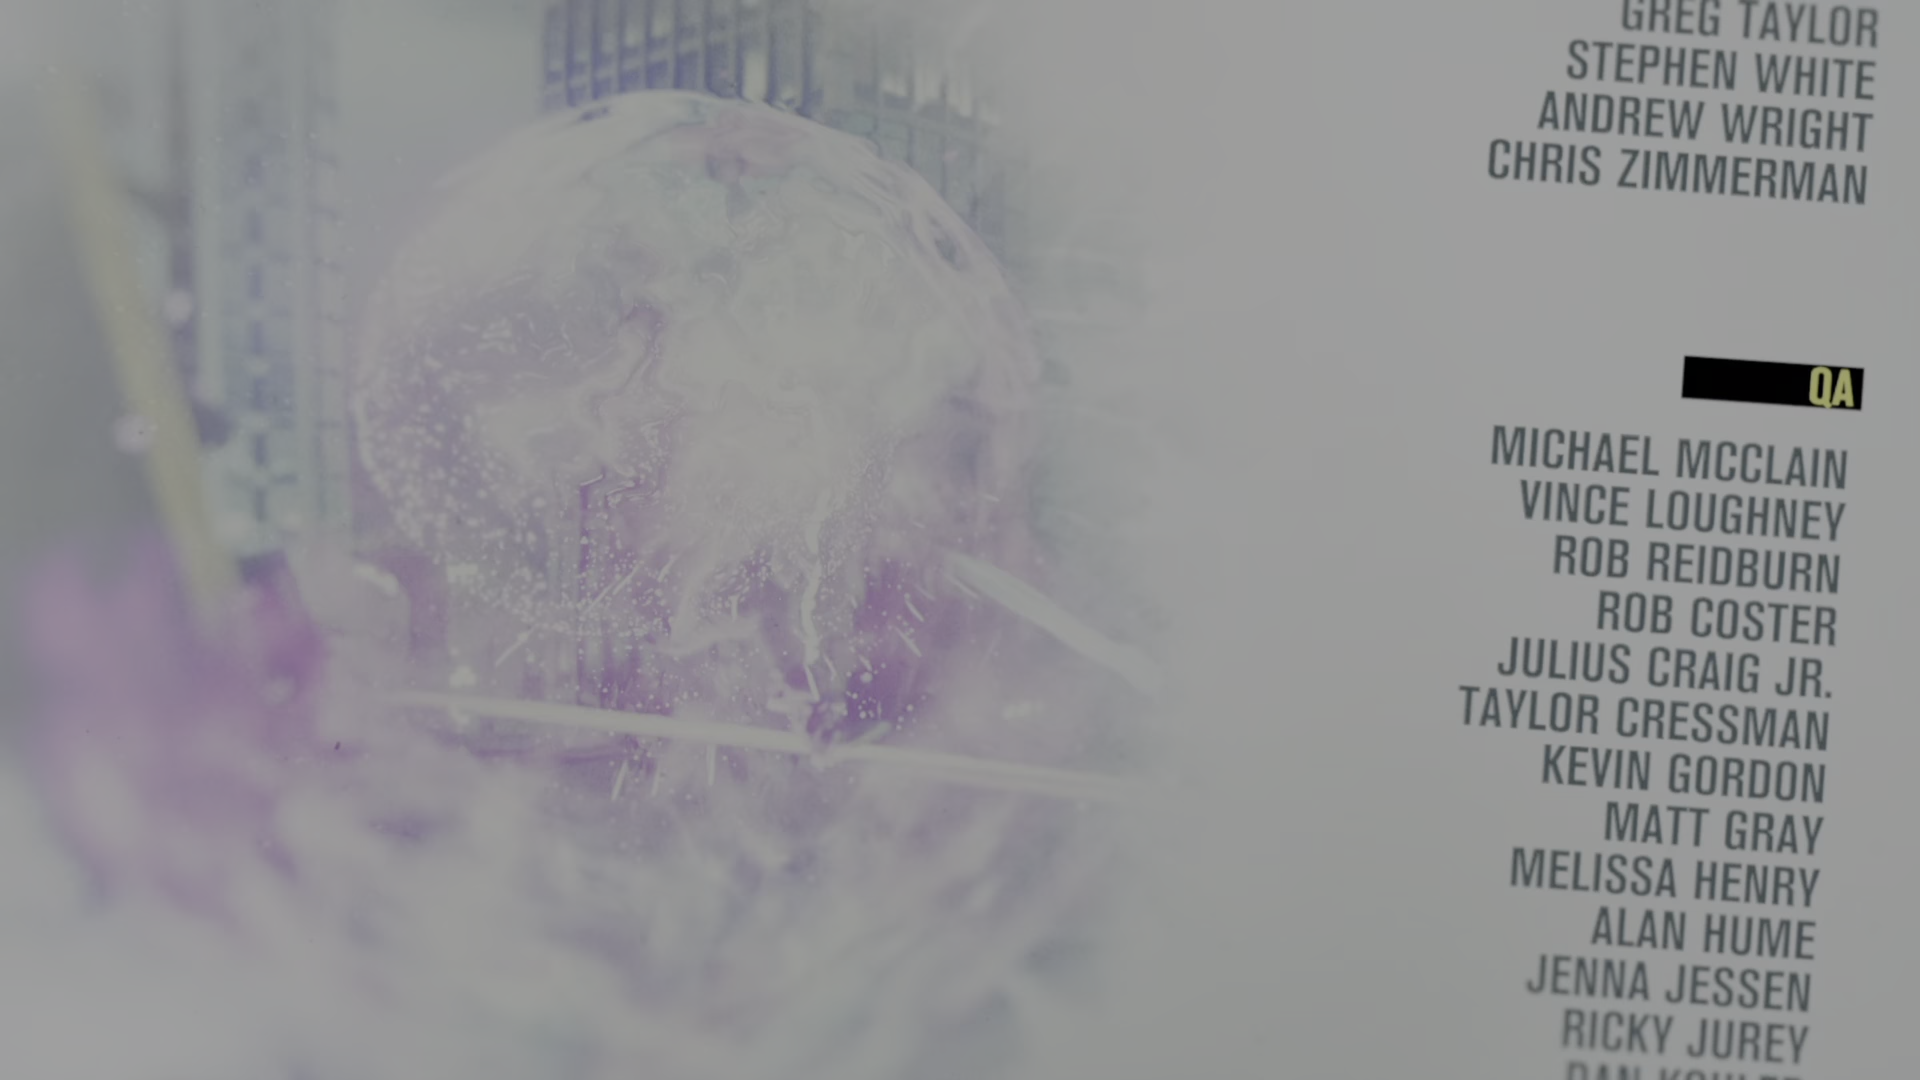 GREG TAYLOR
STEPHEN WHITE
ANDREW WRIGHT
CHRIS ZIMMERMAN
QA
MICHAEL MCCLAIN
VINCE LOUGHNEY
ROB REIDBURN
ROB COSTER
JULIUS CRAIG JR.
TAYLOR CRESSMAN
KEVIN GORDON
MATT GRAY
MELISSA HENRY
ALAN HUME
JENNA JESSEN
RICKY JUREY